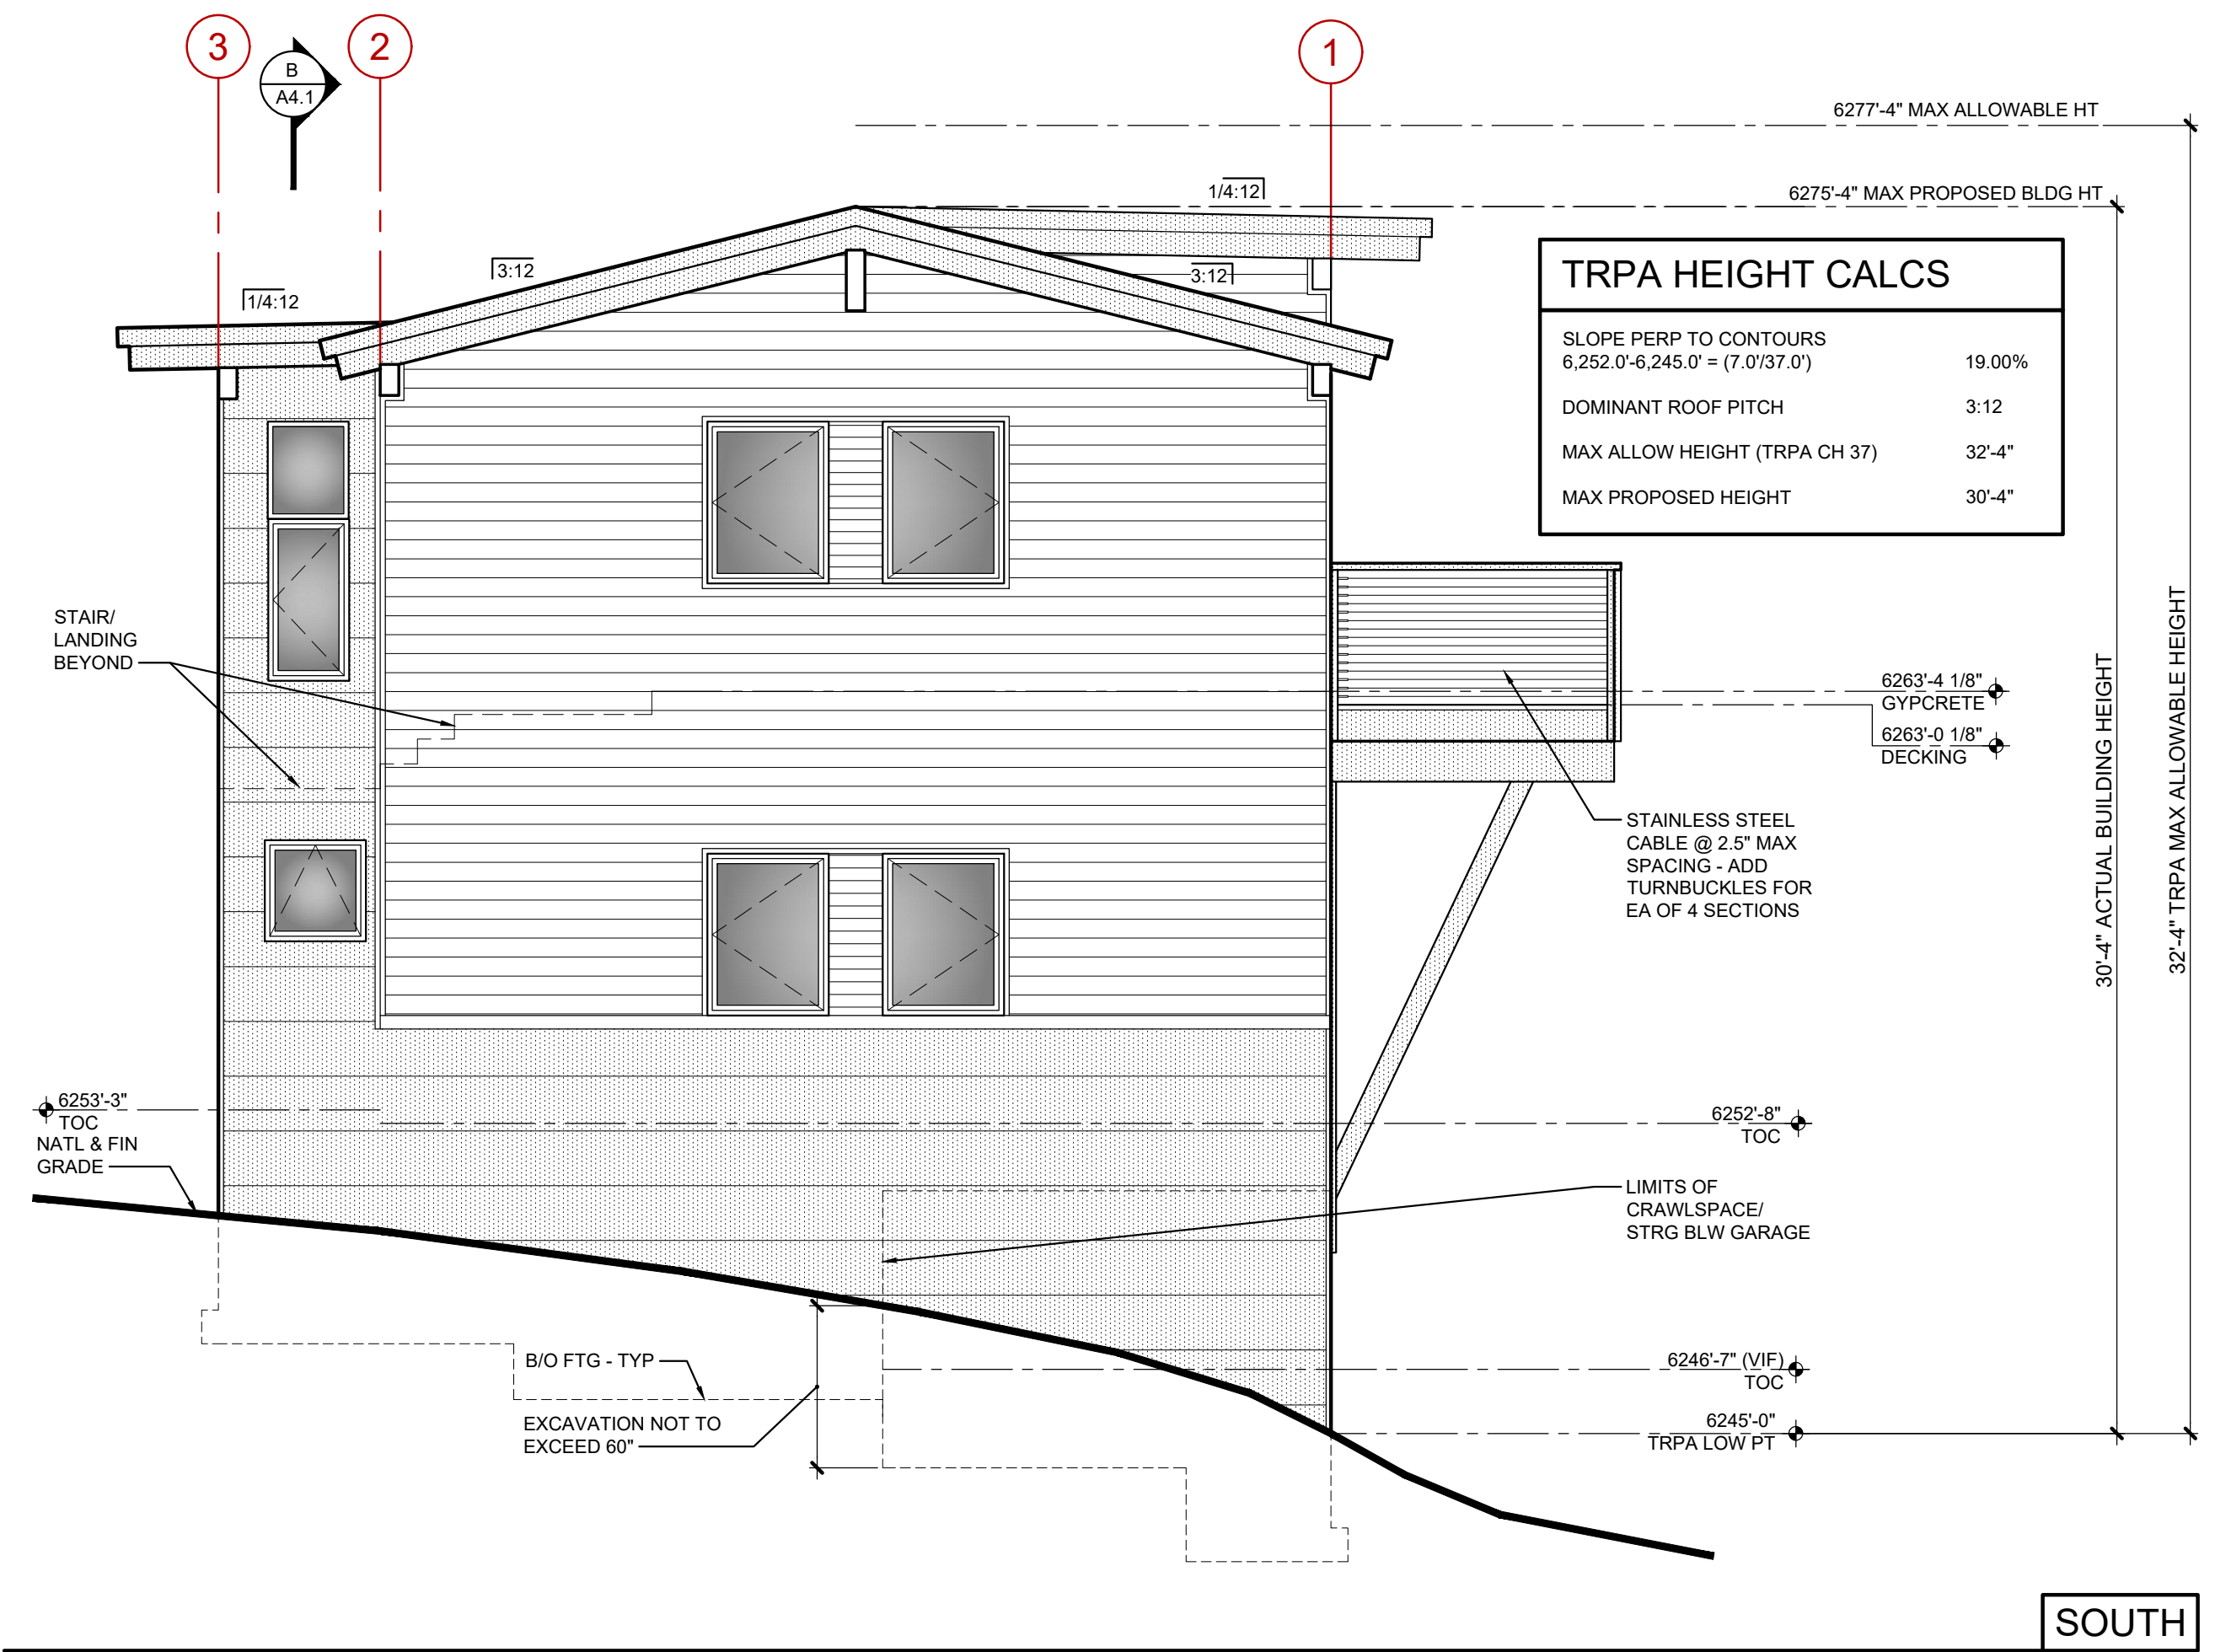 3
B
A4.1
2
1
6277'-4" MAX ALLOWABLE HT
1/4:12
6275'-4" MAX PROPOSED BLDG HT
3:12
3:12
1/4:12
TRPA HEIGHT CALCS
SLOPE PERP TO CONTOURS
6,252.0'-6,245.0' = (7.0'/37.0') 19.00%
DOMINANT ROOF PITCH 3:12
MAX ALLOW HEIGHT (TRPA CH 37) 32'-4"
MAX PROPOSED HEIGHT 30'-4"
STAIR/
LANDING
BEYOND
6263'-4 1/8"
GYPCRETE
6263'-0 1/8"
DECKING
30'-4" ACTUAL BUILDING HEIGHT
32'-4" TRPA MAX ALLOWABLE HEIGHT
STAINLESS STEEL
CABLE @ 2.5" MAX
SPACING - ADD
TURNBUCKLES FOR
EA OF 4 SECTIONS
6253'-3"
TOC
NATL & FIN
GRADE
6252'-8"
TOC
LIMITS OF
CRAWLSPACE/
STRG BLW GARAGE
B/O FTG - TYP
EXCAVATION NOT TO
EXCEED 60"
6246'-7" (VIF)
TOC
6245'-0"
TRPA LOW PT
SOUTH